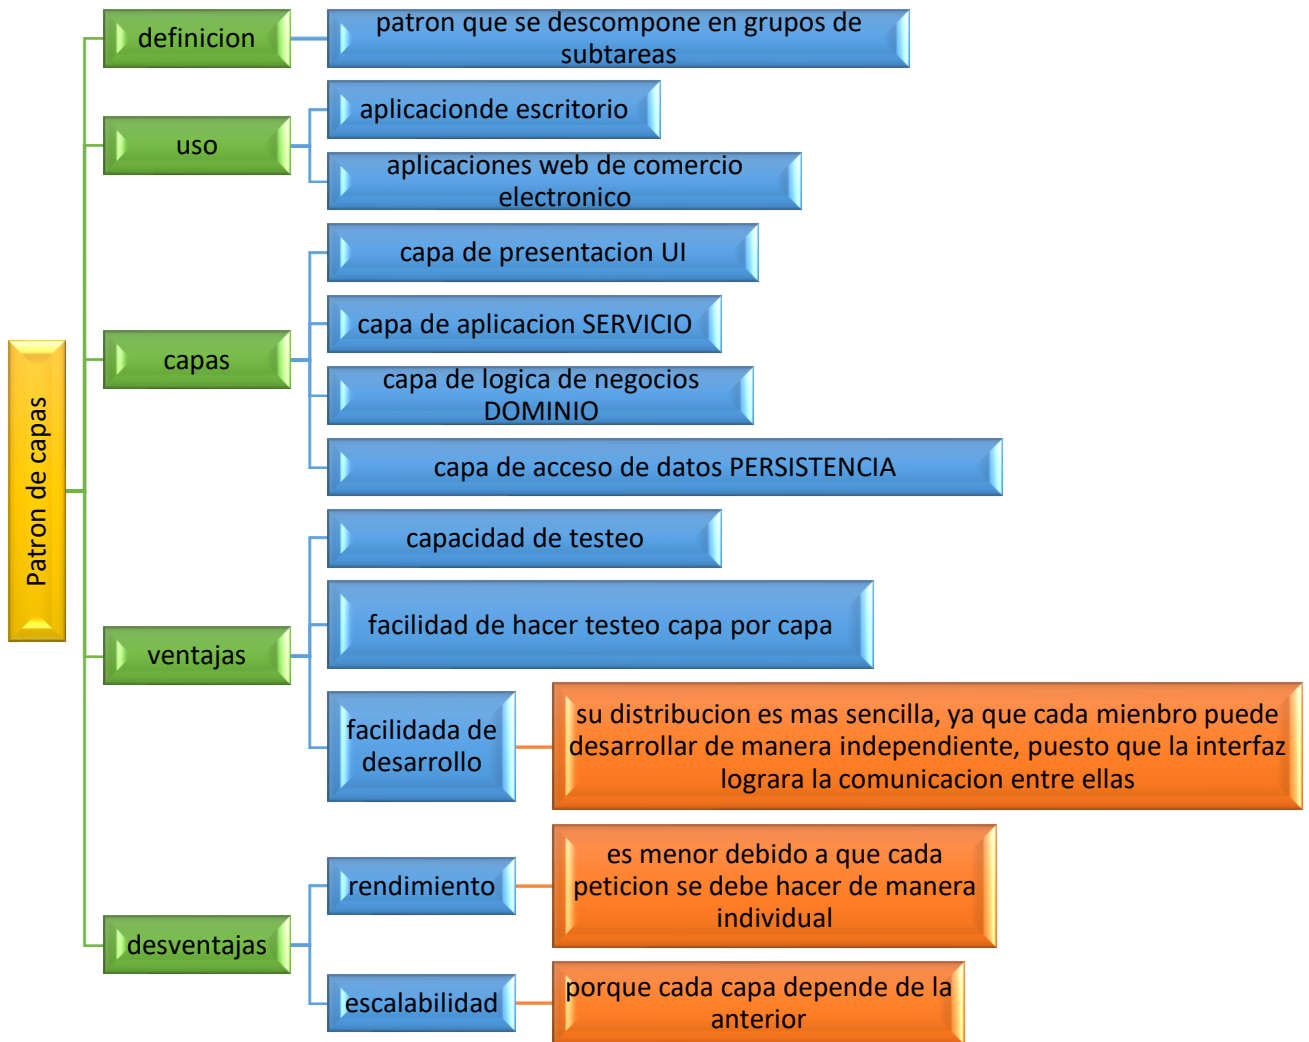 Patron de capas
definicion
patron que se descompone en grupos de
subtareas
uso
aplicacionde escritorio
aplicaciones web de comercio
electronico
capas
capa de presentacion UI
capa de aplicacion SERVICIO
capa de logica de negocios
DOMINIO
capa de acceso de datos PERSISTENCIA
ventajas
capacidad de testeo
facilidad de hacer testeo capa por capa
facilidada de
desarrollo
su distribucion es mas sencilla, ya que cada mienbro puede
desarrollar de manera independiente, puesto que la interfaz
lograra la comunicacion entre ellas
desventajas
rendimiento
es menor debido a que cada
peticion se debe hacer de manera
individual
escalabilidad
porque cada capa depende de la
anterior